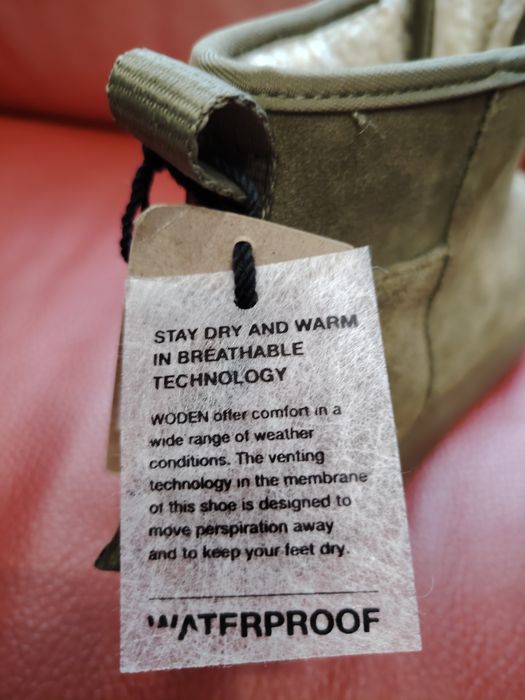 STAY DRY AND WARM
IN BREATHABLE
TECHNOLOGY
WODEN offer comfort in a
wide range of weather
conditions. The venting
technology in the membrane
of this shoe is designed to
move perspiration away
and to keep your feet dry.
WATERPROOF